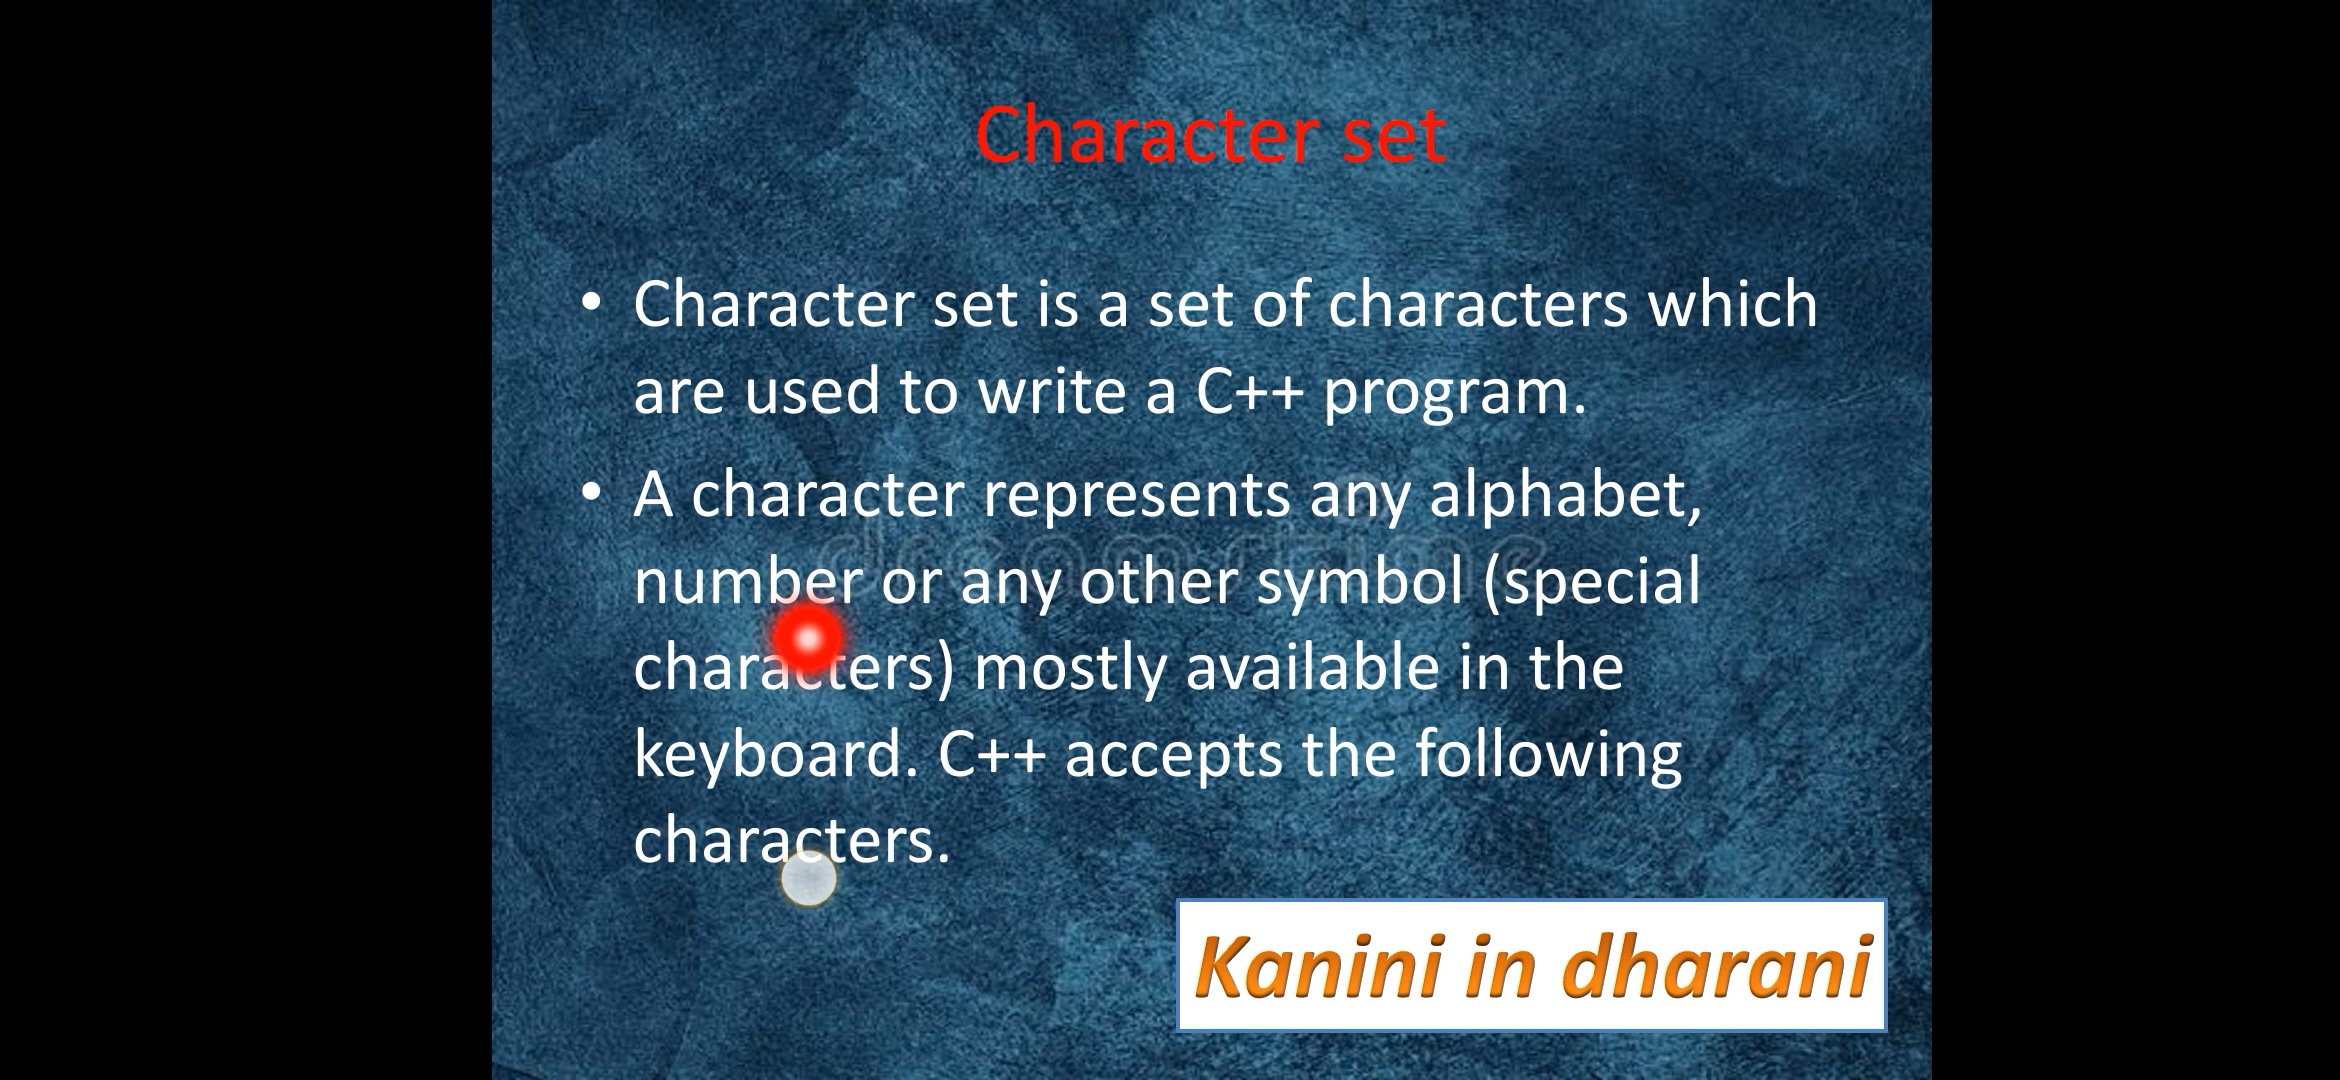 Character set
• Character set is a set of characters which
are used to write a C++ program.
• A character represents any alphabet,
number or any other symbol (special
characters) mostly available in the
keyboard. C++ accepts the following
characters.
dreamstime
Kanini in dharani